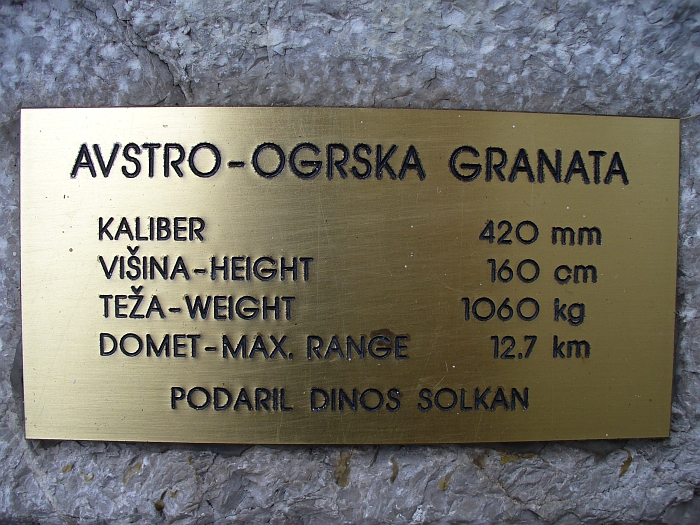 AVSTRO-OGRSKA GRANATA
KALIBER 420 mm
VIŠINA-HEIGHT 160 cm
TEŽA-WEIGHT 1060 kg
DOMET-MAX. RANGE 12.7 km
PODARIL DINOS SOLKAN